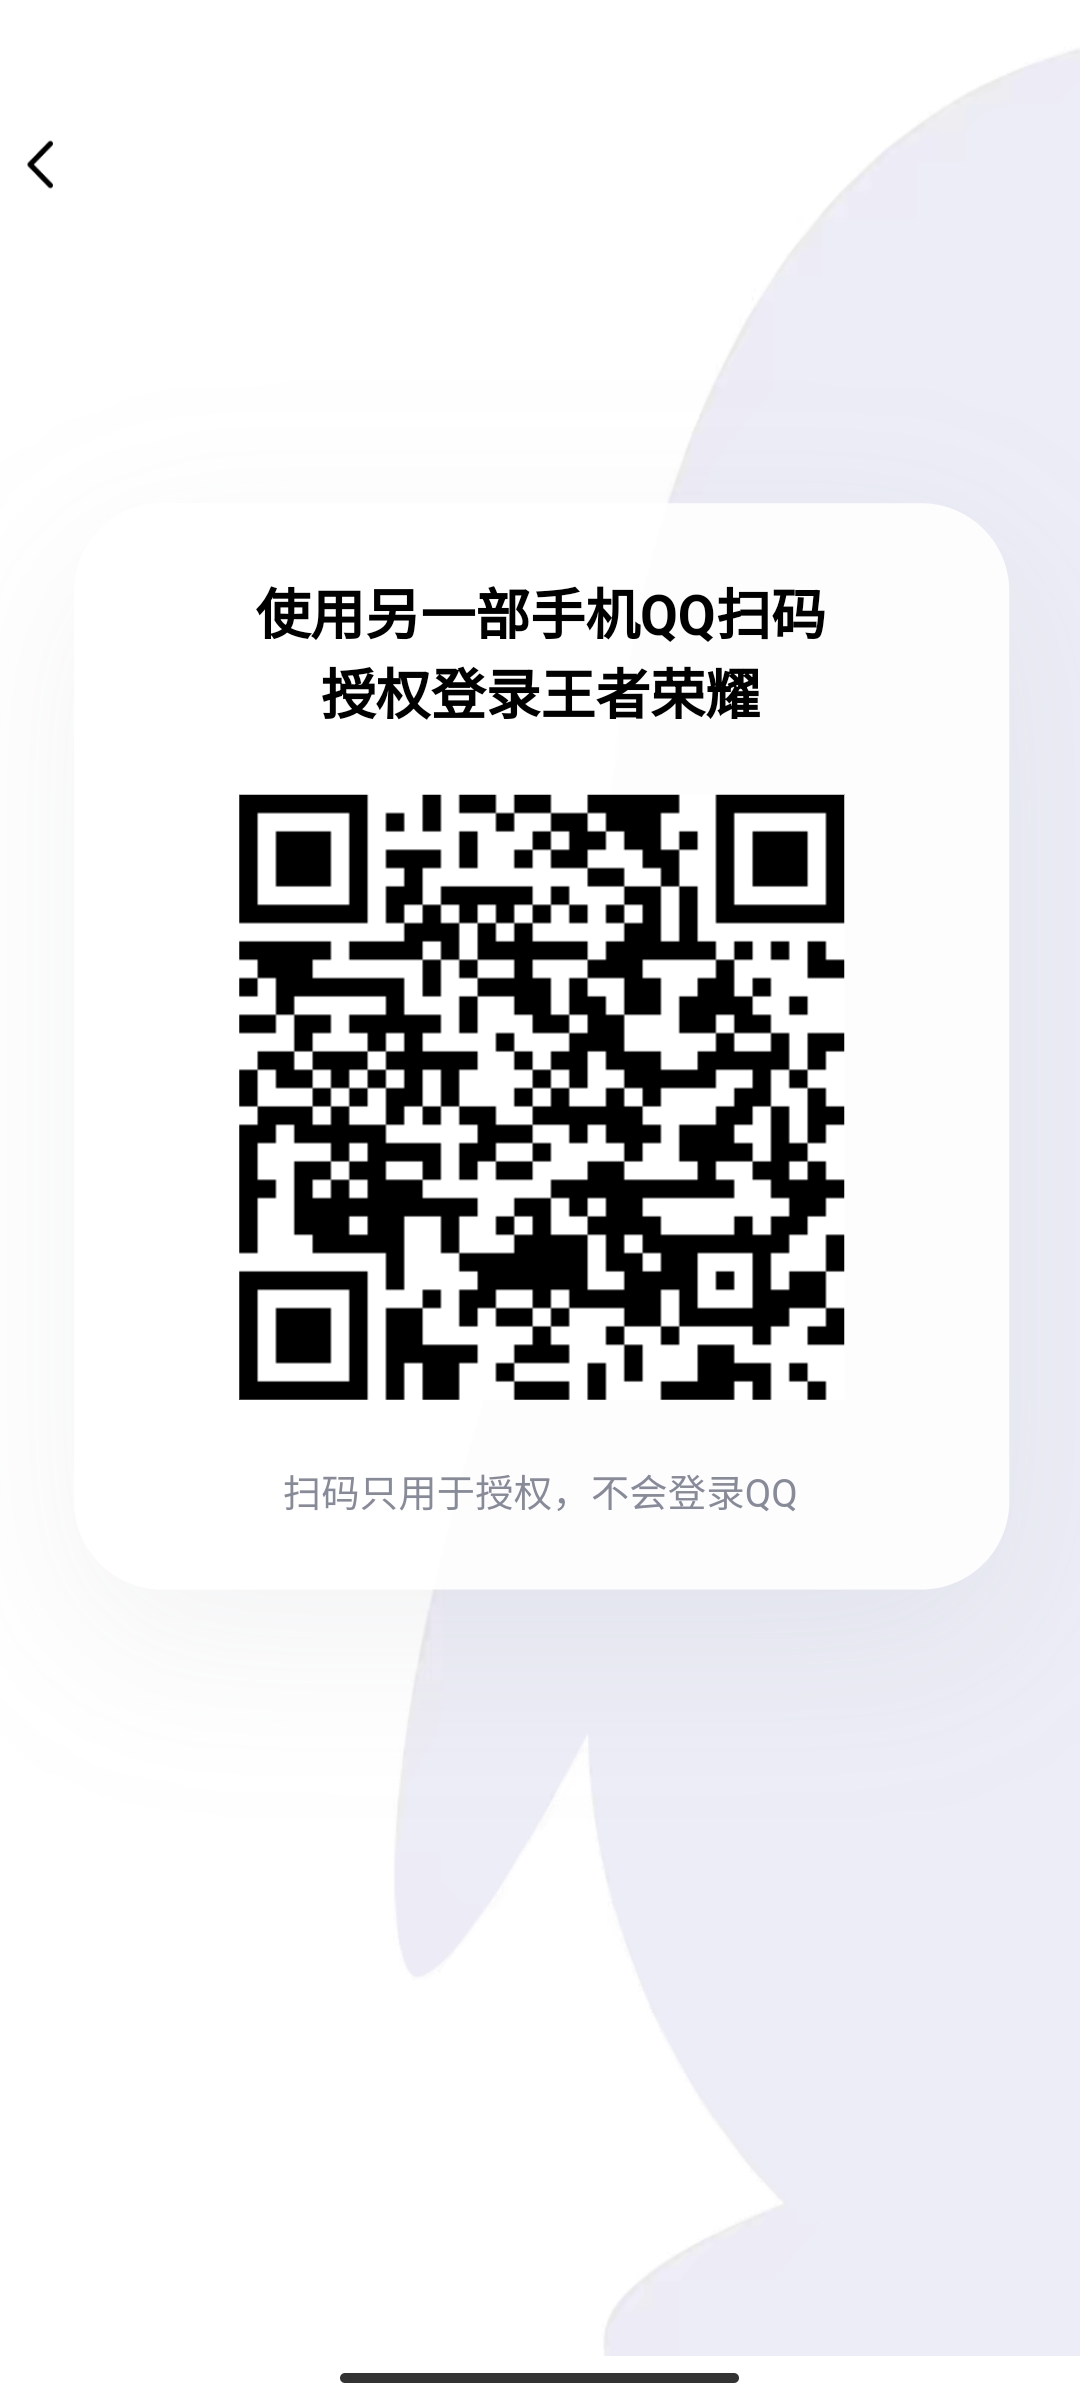 使用另一部手机QQ扫码
授权登录王者荣耀
扫码只用于授权，不会登录QQ